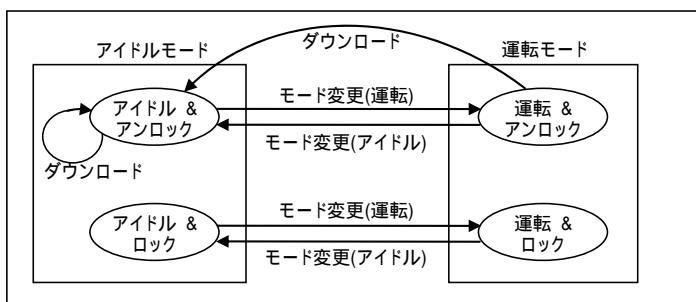 ダウンロード
アイドルモード
運転モード
アイドル &
アンロック
モード変更(運転)
運転 &
アンロック
モード変更(アイドル)
ダウンロード
アイドル &
ロック
モード変更(運転)
運転 &
ロック
モード変更(アイドル)